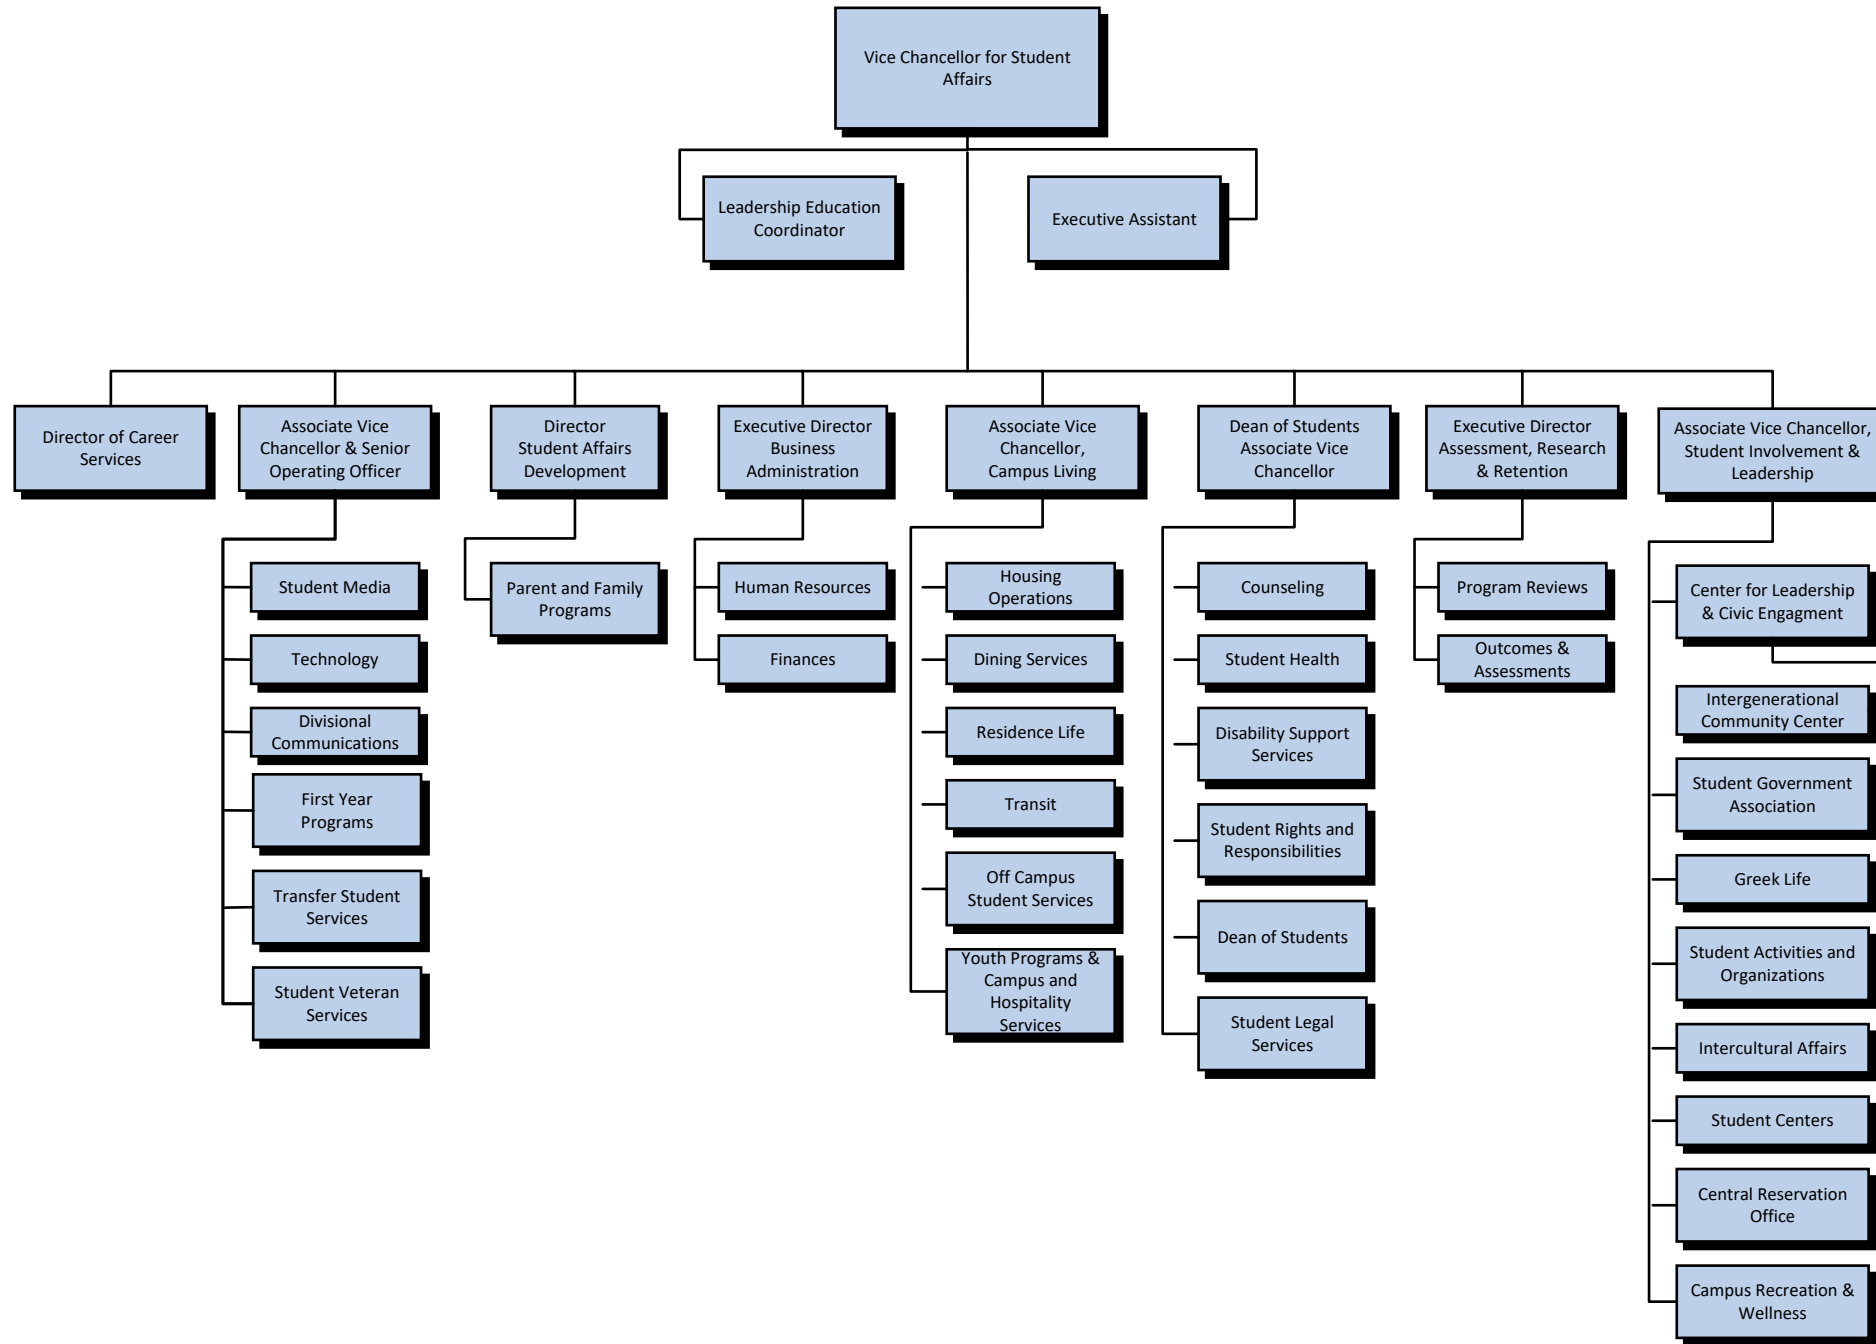 Vice Chancellor for Student
Affairs
Leadership Education
Coordinator
Executive Assistant
Director of Career
Services
Associate Vice
Chancellor & Senior
Operating Officer
Director
Student Affairs
Development
Executive Director
Business
Administration
Associate Vice
Chancellor,
Campus Living
Dean of Students
Associate Vice
Chancellor
Executive Director
Assessment, Research
& Retention
Associate Vice Chancellor,
Student Involvement &
Leadership
Student Media
Technology
Divisional
Communications
First Year
Programs
Transfer Student
Services
Student Veteran
Services
Parent and Family
Programs
Human Resources
Finances
Housing
Operations
Dining Services
Residence Life
Transit
Off Campus
Student Services
Youth Programs &
Campus and
Hospitality
Services
Counseling
Student Health
Disability Support
Services
Student Rights and
Responsibilities
Dean of Students
Student Legal
Services
Program Reviews
Outcomes &
Assessments
Center for Leadership
& Civic Engagment
Intergenerational
Community Center
Student Government
Association
Greek Life
Student Activities and
Organizations
Intercultural Affairs
Student Centers
Central Reservation
Office
Campus Recreation &
Wellness